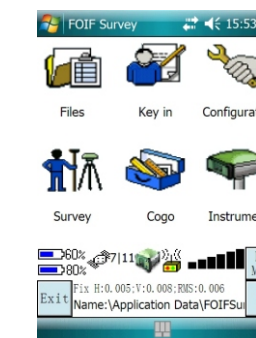 FOIF Survey 15:53
Files Key in Configurat
Survey Cogo Instrume
60% 7|11
80%
Fix H:0.005;V:0.008;RMS:0.006
Exit
Name:\Application Data\FOIFSu